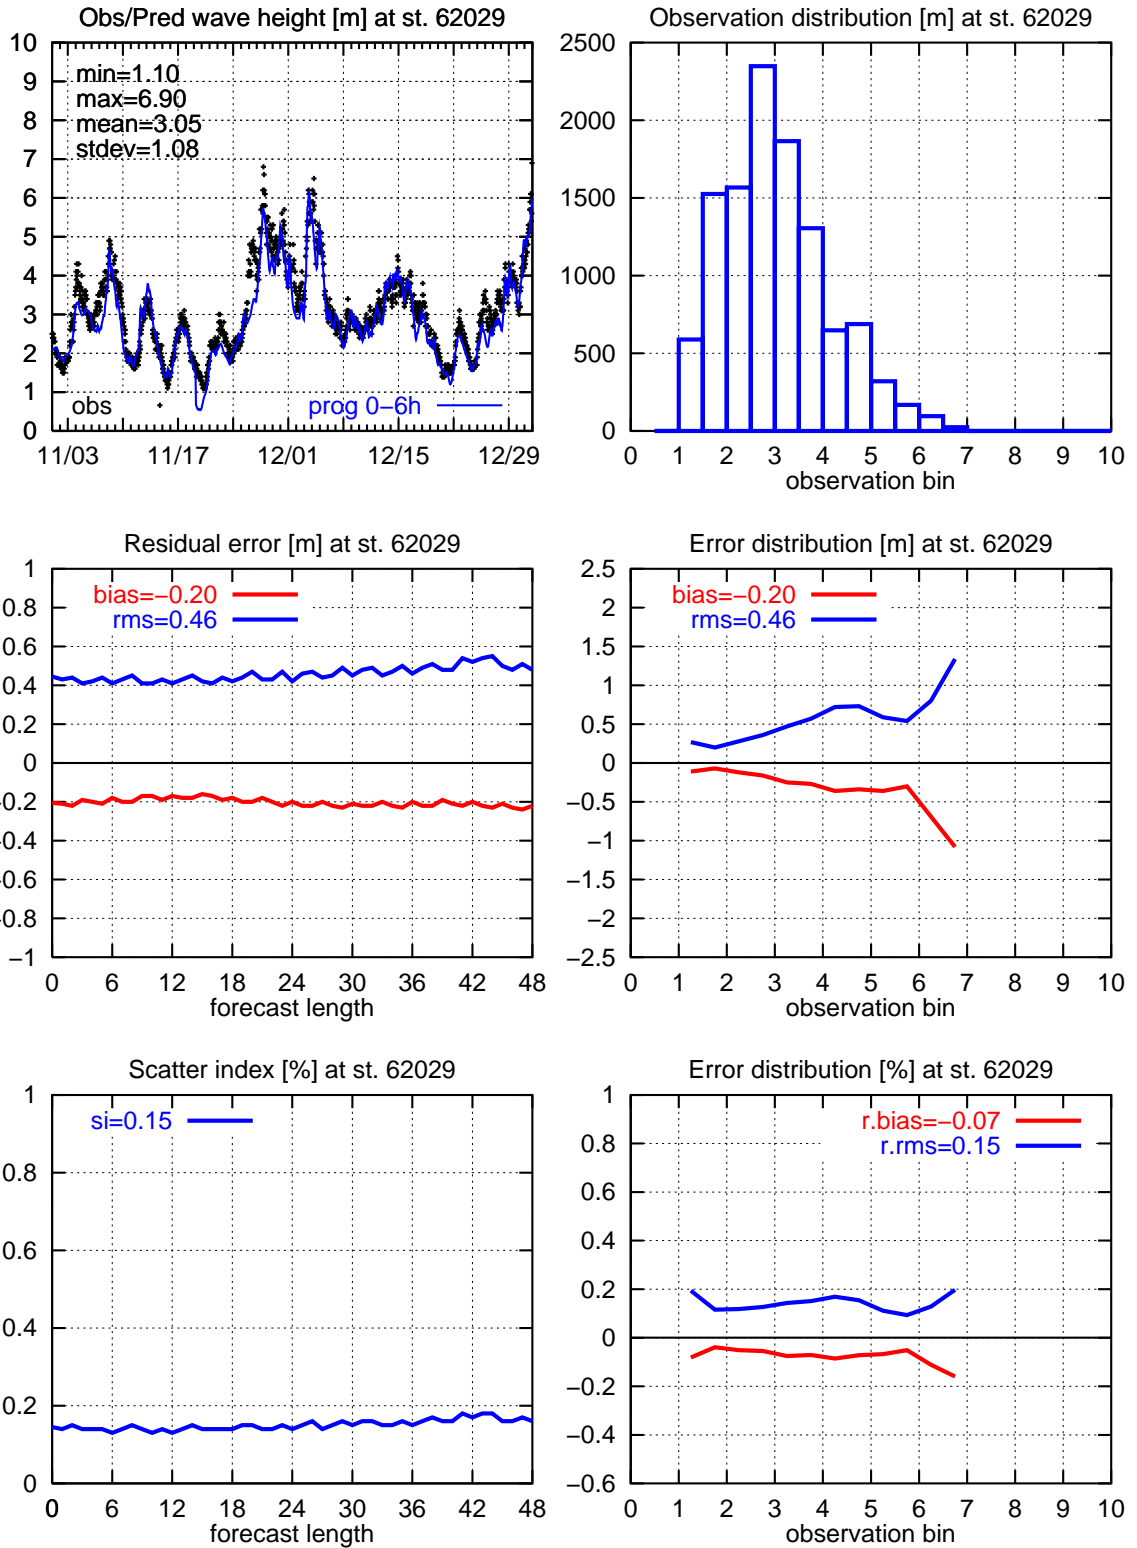 Obs/Pred wave height [m] at st. 62029
10
9
8
7
6
5
4
3
2
1
0
min=1.10
max=6.90
mean=3.05
stdev=1.08
obs
prog 0−6h
11/03 11/17 12/01 12/15 12/29
Observation distribution [m] at st. 62029
2500
2000
1500
1000
500
0
0 1 2 3 4 5 6 7 8 9 10
observation bin
Residual error [m] at st. 62029
1
0.8
0.6
0.4
0.2
0
0.2
0.4
0.6
0.8
−1
bias=−0.20
rms=0.46
0 6 12 18 24 30 36 42 48
forecast length
Error distribution [m] at st. 62029
2.5
2
1.5
1
0.5
0
−0.5
−1
−1.5
−2
−2.5
bias=−0.20
rms=0.46
0 1 2 3 4 5 6 7 8 9 10
observation bin
Scatter index [%] at st. 62029
1
0.8
0.6
0.4
0.2
0
si=0.15
0 6 12 18 24 30 36 42 48
forecast length
Error distribution [%] at st. 62029
1
0.8
0.6
0.4
0.2
0
−0.2
−0.4
−0.6
r.bias=−0.07
r.rms=0.15
0 1 2 3 4 5 6 7 8 9 10
observation bin